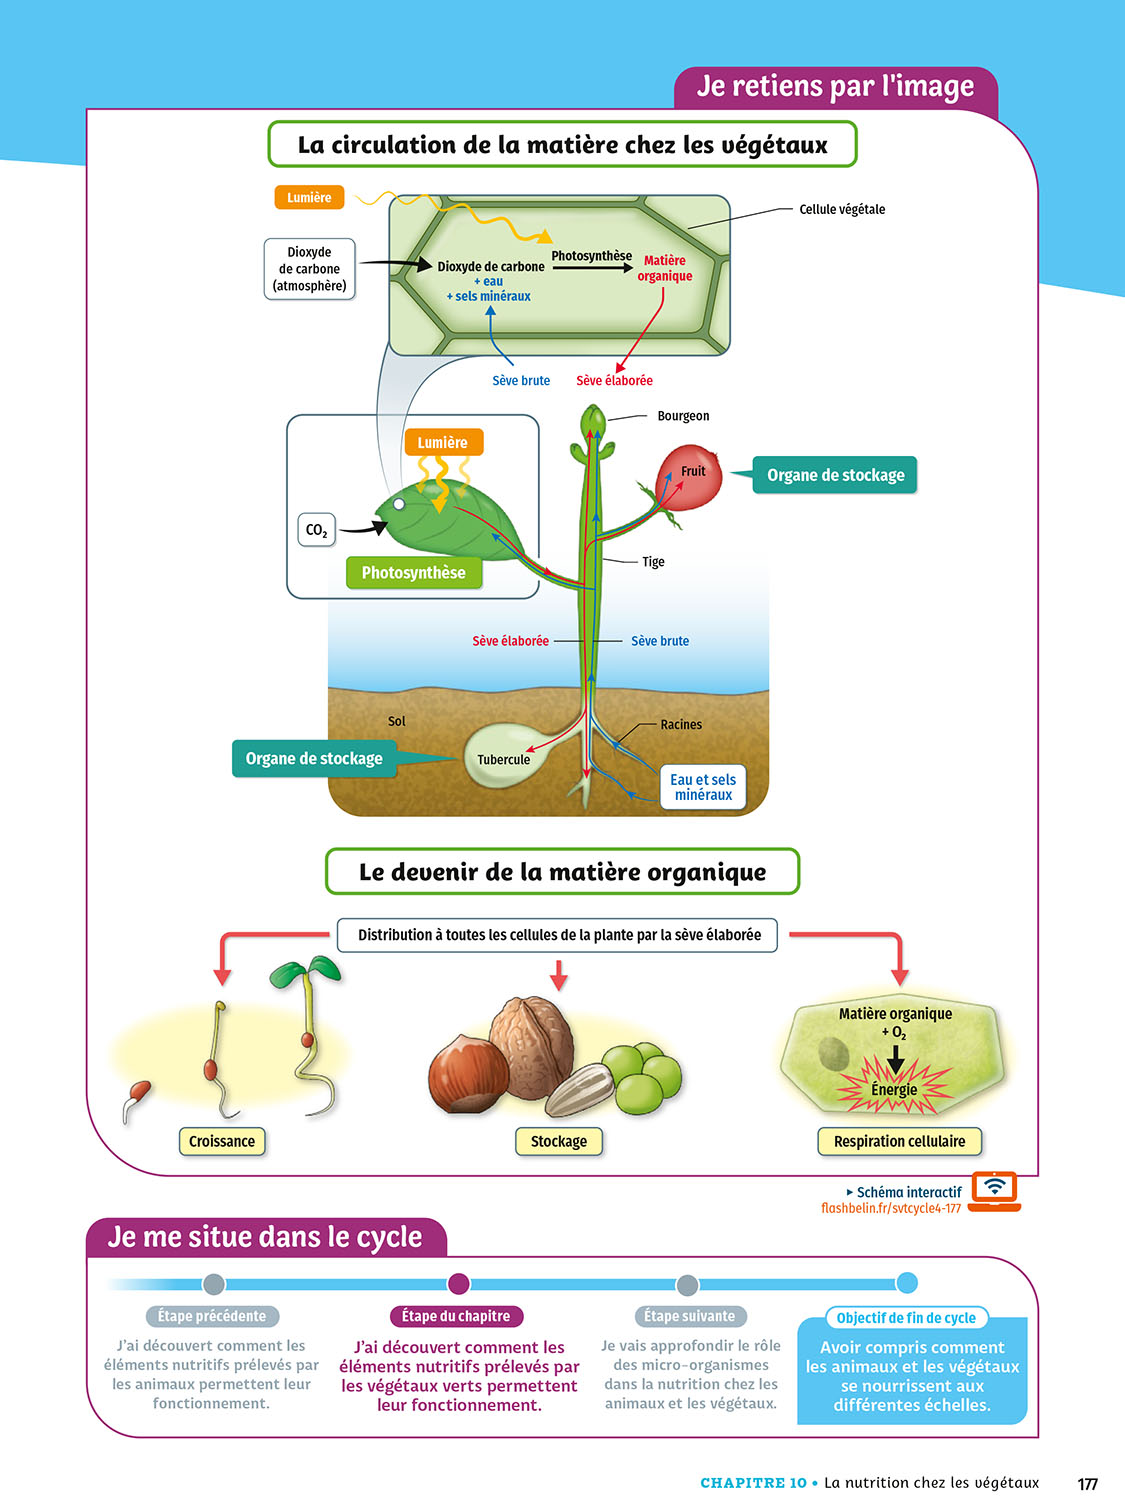 Je retiens par l'image
La circulation de la matière chez les végétaux
Lumière
Cellule végétale
Dioxyde
de carbone
(atmosphère)
Dioxyde de carbone
+ eau
+ sels minéraux
Photosynthèse
Matière
organique
Sève brute
Sève élaborée
Bourgeon
Lumière
Fruit
Organe de stockage
CO₂
Photosynthèse
Tige
Sève élaborée
Sève brute
Sol
Racines
Organe de stockage
Tubercule
Eau et sels
minéraux
Le devenir de la matière organique
Distribution à toutes les cellules de la plante par la sève élaborée
Matière organique
+ O₂
Énergie
Croissance
Stockage
Respiration cellulaire
▸ Schéma interactif
flashbelin.fr/svtcycle4-177
Je me situe dans le cycle
Étape précédente
J'ai découvert comment les
éléments nutritifs prélevés par
les animaux permettent leur
fonctionnement.
Étape du chapitre
J'ai découvert comment les
éléments nutritifs prélevés par
les végétaux verts permettent
leur fonctionnement.
Étape suivante
Je vais approfondir le rôle
des micro-organismes
dans la nutrition chez les
animaux et les végétaux.
Objectif de fin de cycle
Avoir compris comment
les animaux et les végétaux
se nourrissent aux
différentes échelles.
CHAPITRE 10 • La nutrition chez les végétaux 177